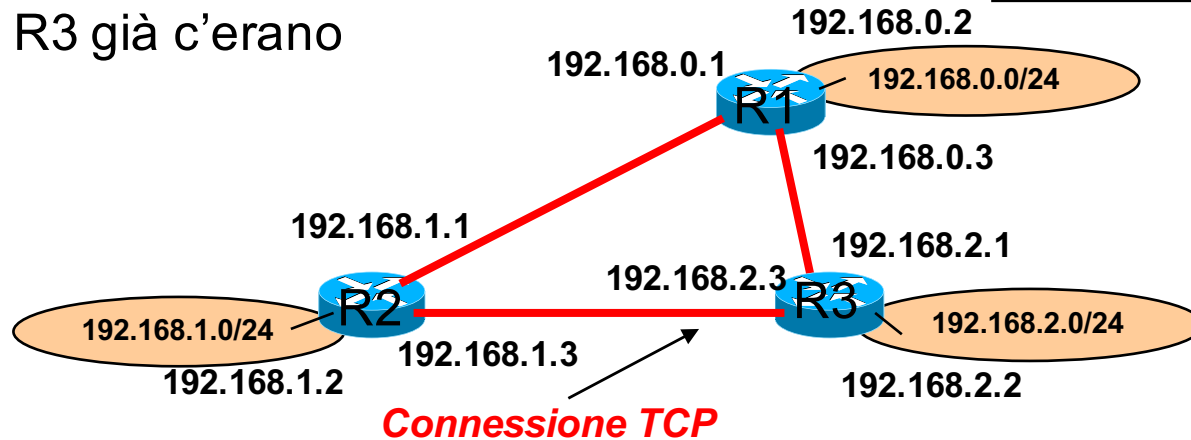 R3 già c’erano
192.168.0.2
192.168.0.1
192.168.0.0/24
R1
192.168.0.3
192.168.1.1
192.168.2.1
192.168.2.3
R2
R3
192.168.1.0/24
192.168.2.0/24
192.168.1.3
192.168.1.2
192.168.2.2
Connessione TCP